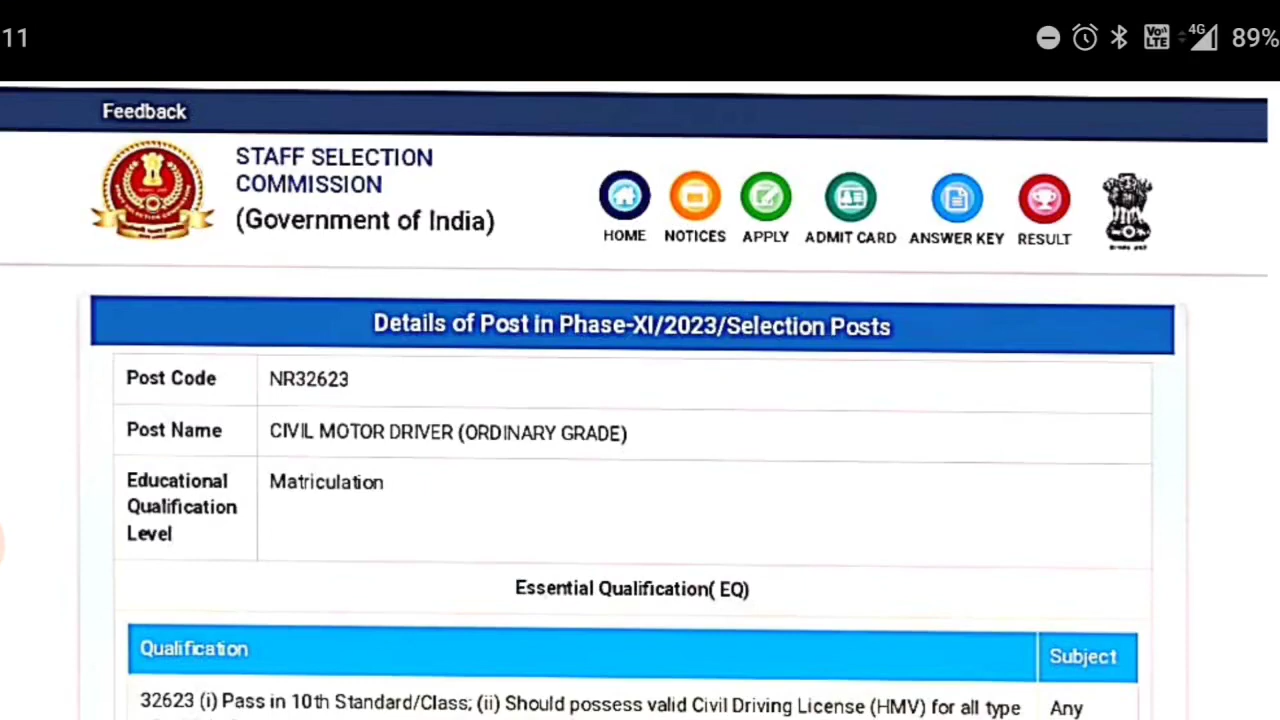 11
Vo)) LTE 4G 89%
Feedback
STAFF SELECTION
COMMISSION
(Government of India)
HOME NOTICES APPLY ADMIT CARD ANSWER KEY RESULT
Details of Post in Phase-XI/2023/Selection Posts
Post Code NR32623
Post Name CIVIL MOTOR DRIVER (ORDINARY GRADE)
Educational Matriculation
Qualification
Level
Essential Qualification( EQ)
Qualification Subject
32623 (i) Pass in 10th Standard/Class; (ii) Should possess valid Civil Driving License (HMV) for all type Any